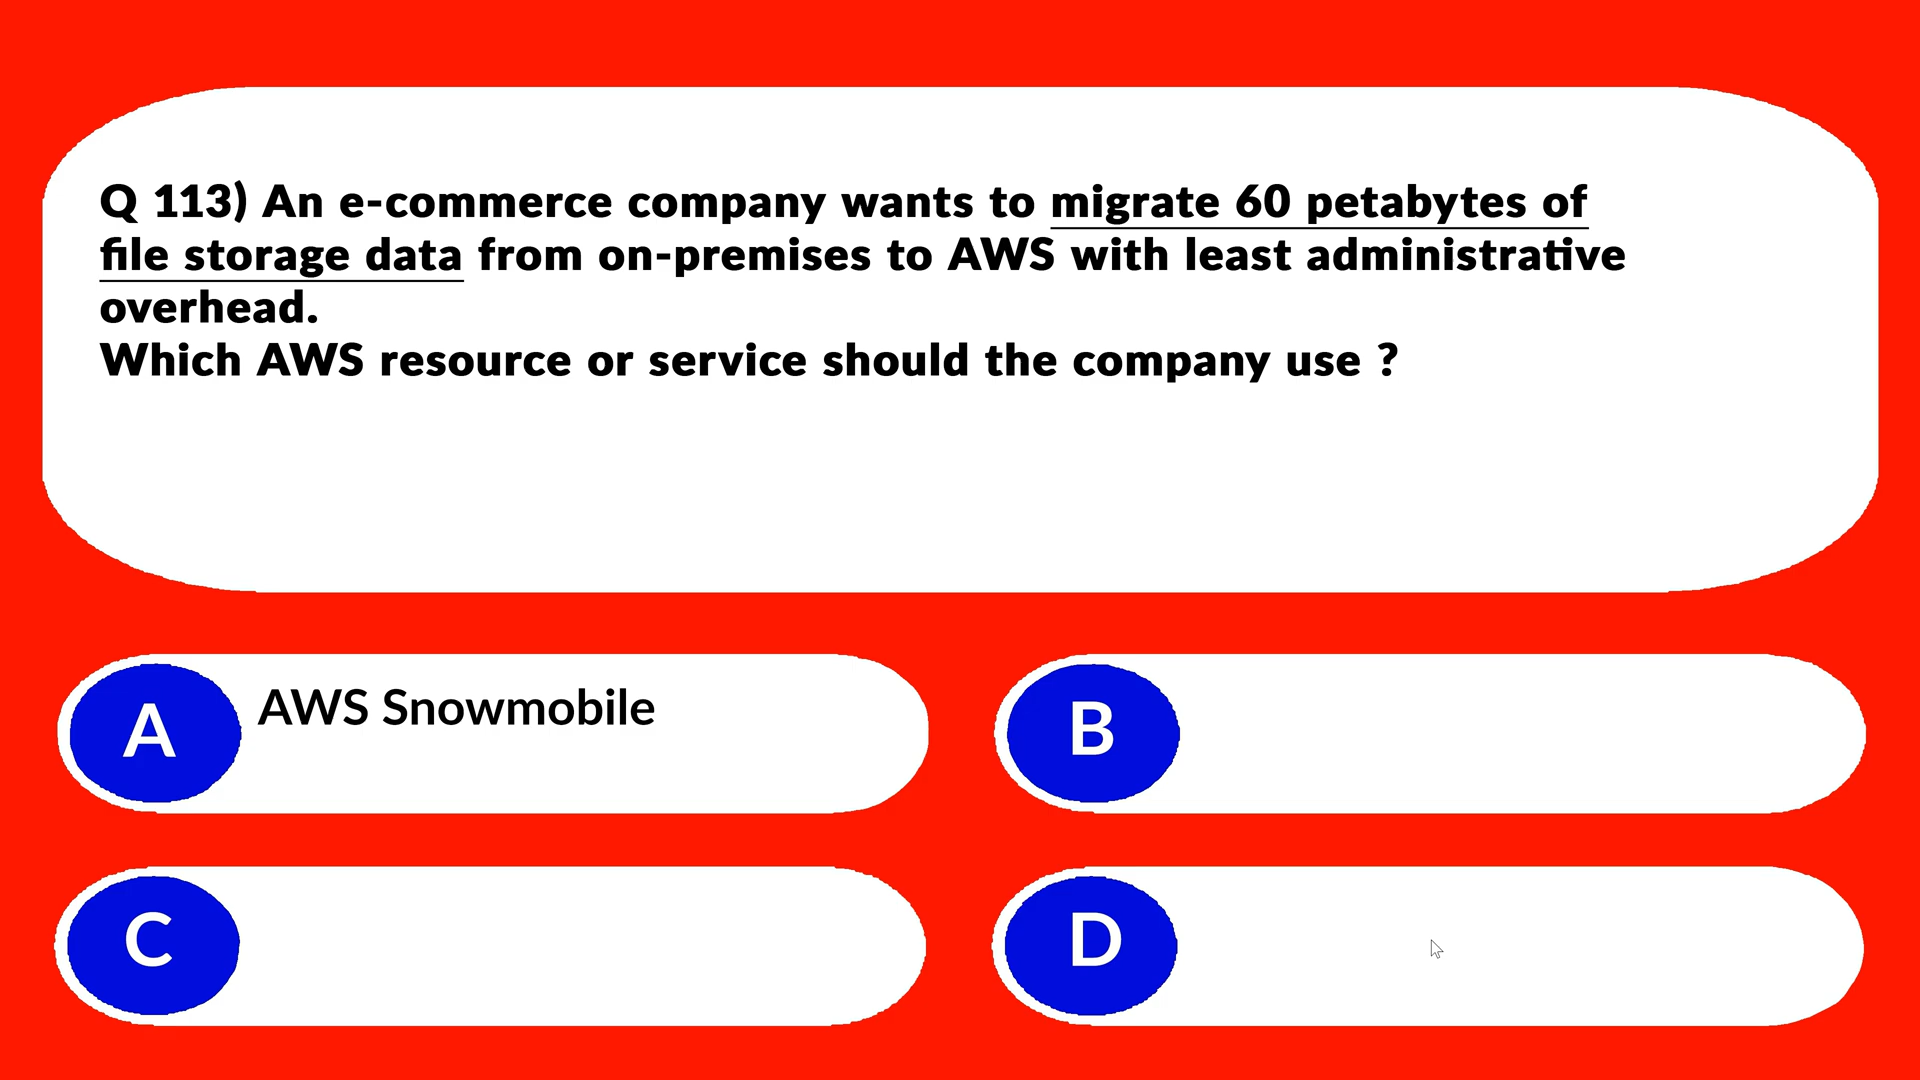 Q 113) An e-commerce company wants to migrate 60 petabytes of
file storage data from on-premises to AWS with least administrative
overhead.
Which AWS resource or service should the company use ?
A AWS Snowmobile
B
C
D